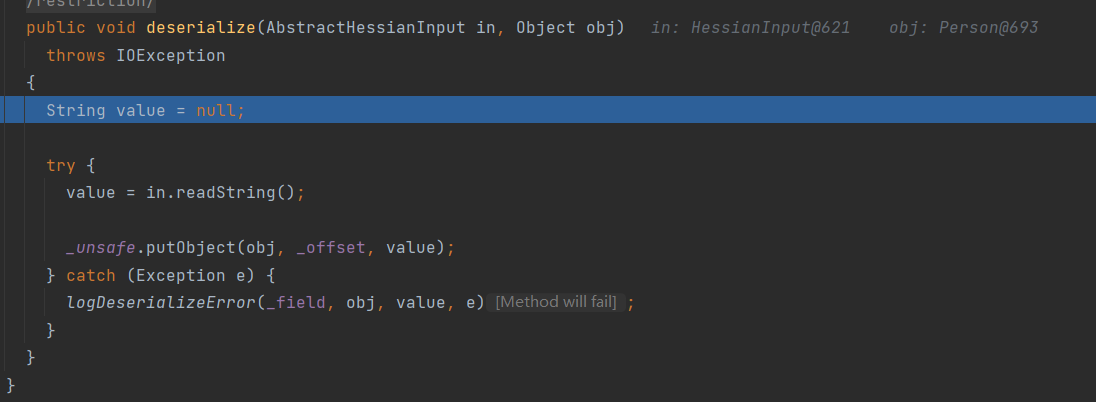 /restriction/
public void deserialize(AbstractHessianInput in, Object obj)   in: HessianInput@621    obj: Person@693
  throws IOException
{
  String value = null;
  try {
    value = in.readString();
    _unsafe.putObject(obj, _offset, value);
  } catch (Exception e) {
    logDeserializeError(_field, obj, value, e) [Method will fail] ;
  }
}
}